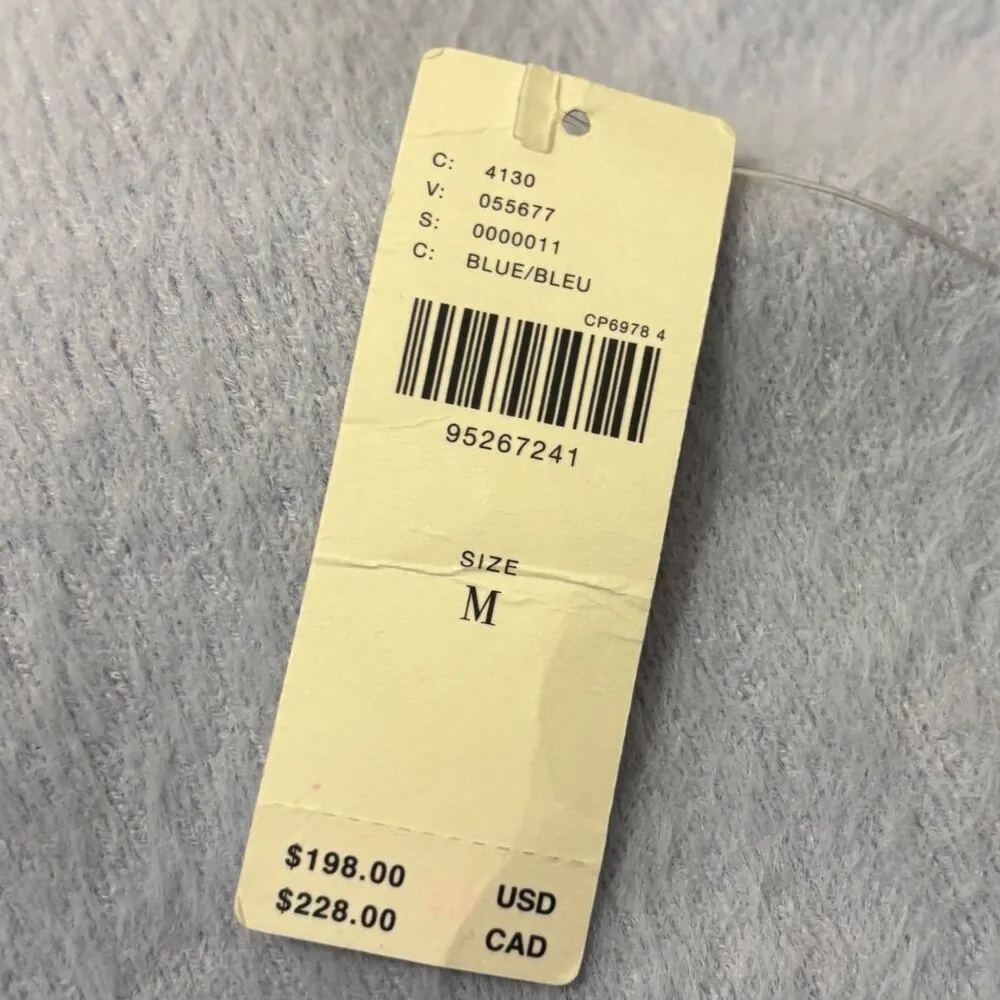 C: 4130
V: 055677
S: 0000011
C: BLUE/BLEU
CP6978 4
95267241
SIZE
M
$198.00 USD
$228.00 CAD